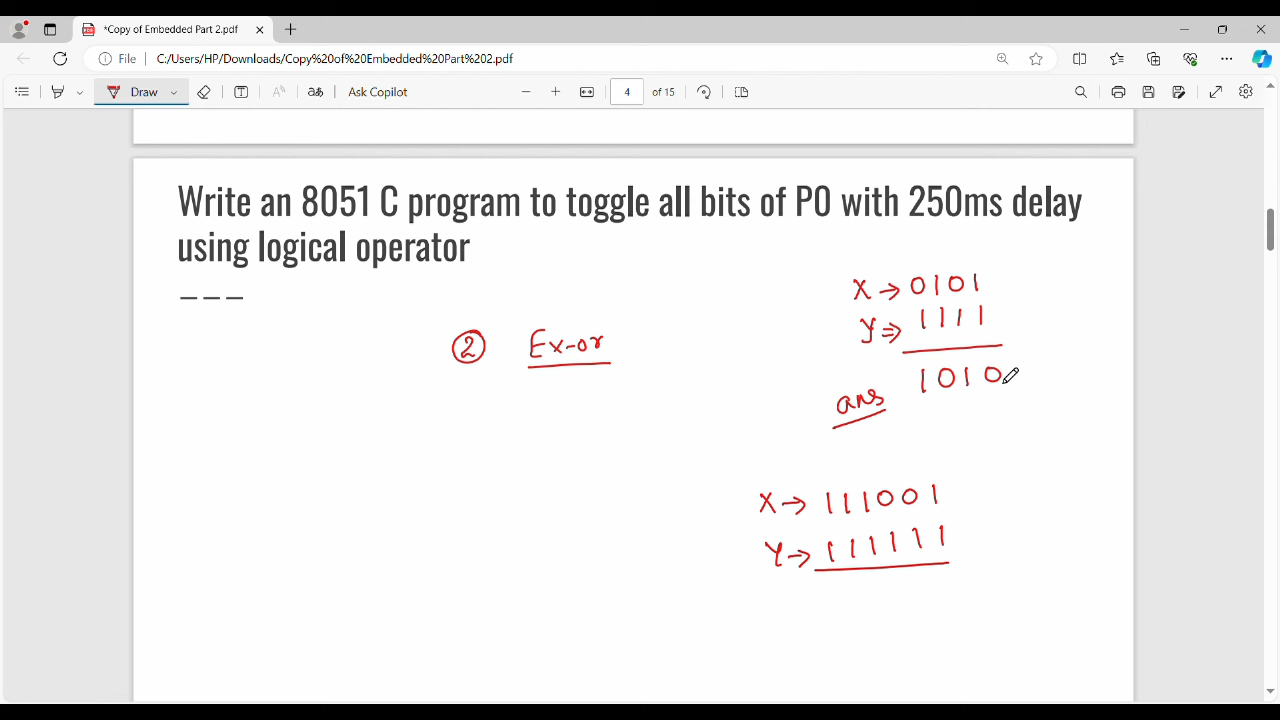 *Copy of Embedded Part 2.pdf
File C:/Users/HP/Downloads/Copy%20of%20Embedded%20Part%202.pdf
Draw Ask Copilot 4 of 15
Write an 8051 C program to toggle all bits of P0 with 250ms delay
using logical operator
② Ex-or
X → 0101
Y ⇒ 1111
1010
ans
X → 111001
Y → 111111